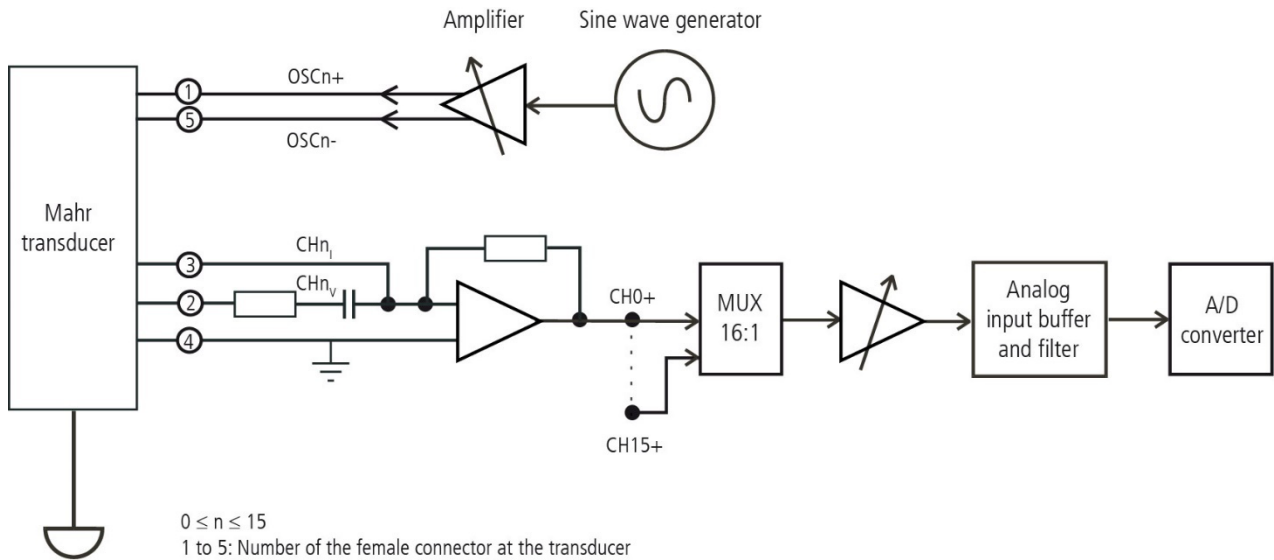 Amplifier
Sine wave generator
OSCn+
1
5
OSCn-
Mahr
transducer
3
CHnI
CHnV
2
4
CH0+
MUX
16:1
Analog
input buffer
and filter
A/D
converter
CH15+
0 ≤ n ≤ 15
1 to 5: Number of the female connector at the transducer